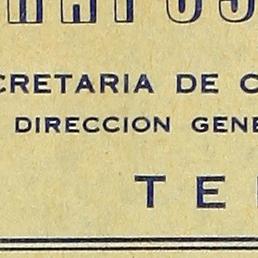 CRETARIA DE C
DIRECCION GENE
TE